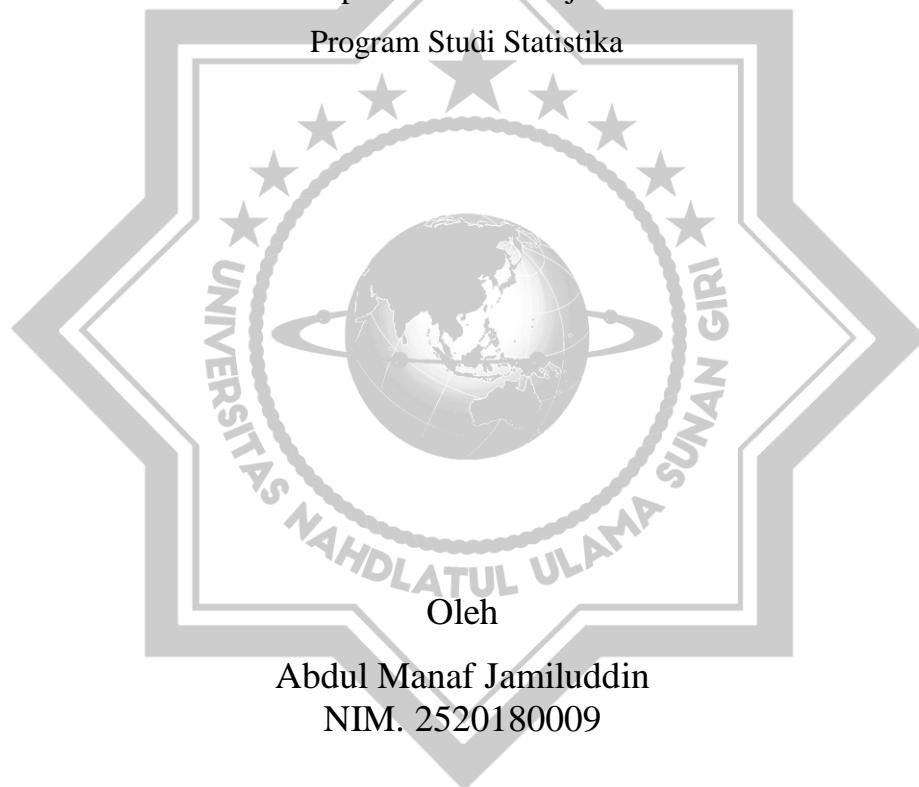 Program Studi Statistika
UNIVERSITAS NAHDLATUL ULAMA SUNAN GIRI
Oleh
Abdul Manaf Jamiluddin
NIM. 2520180009